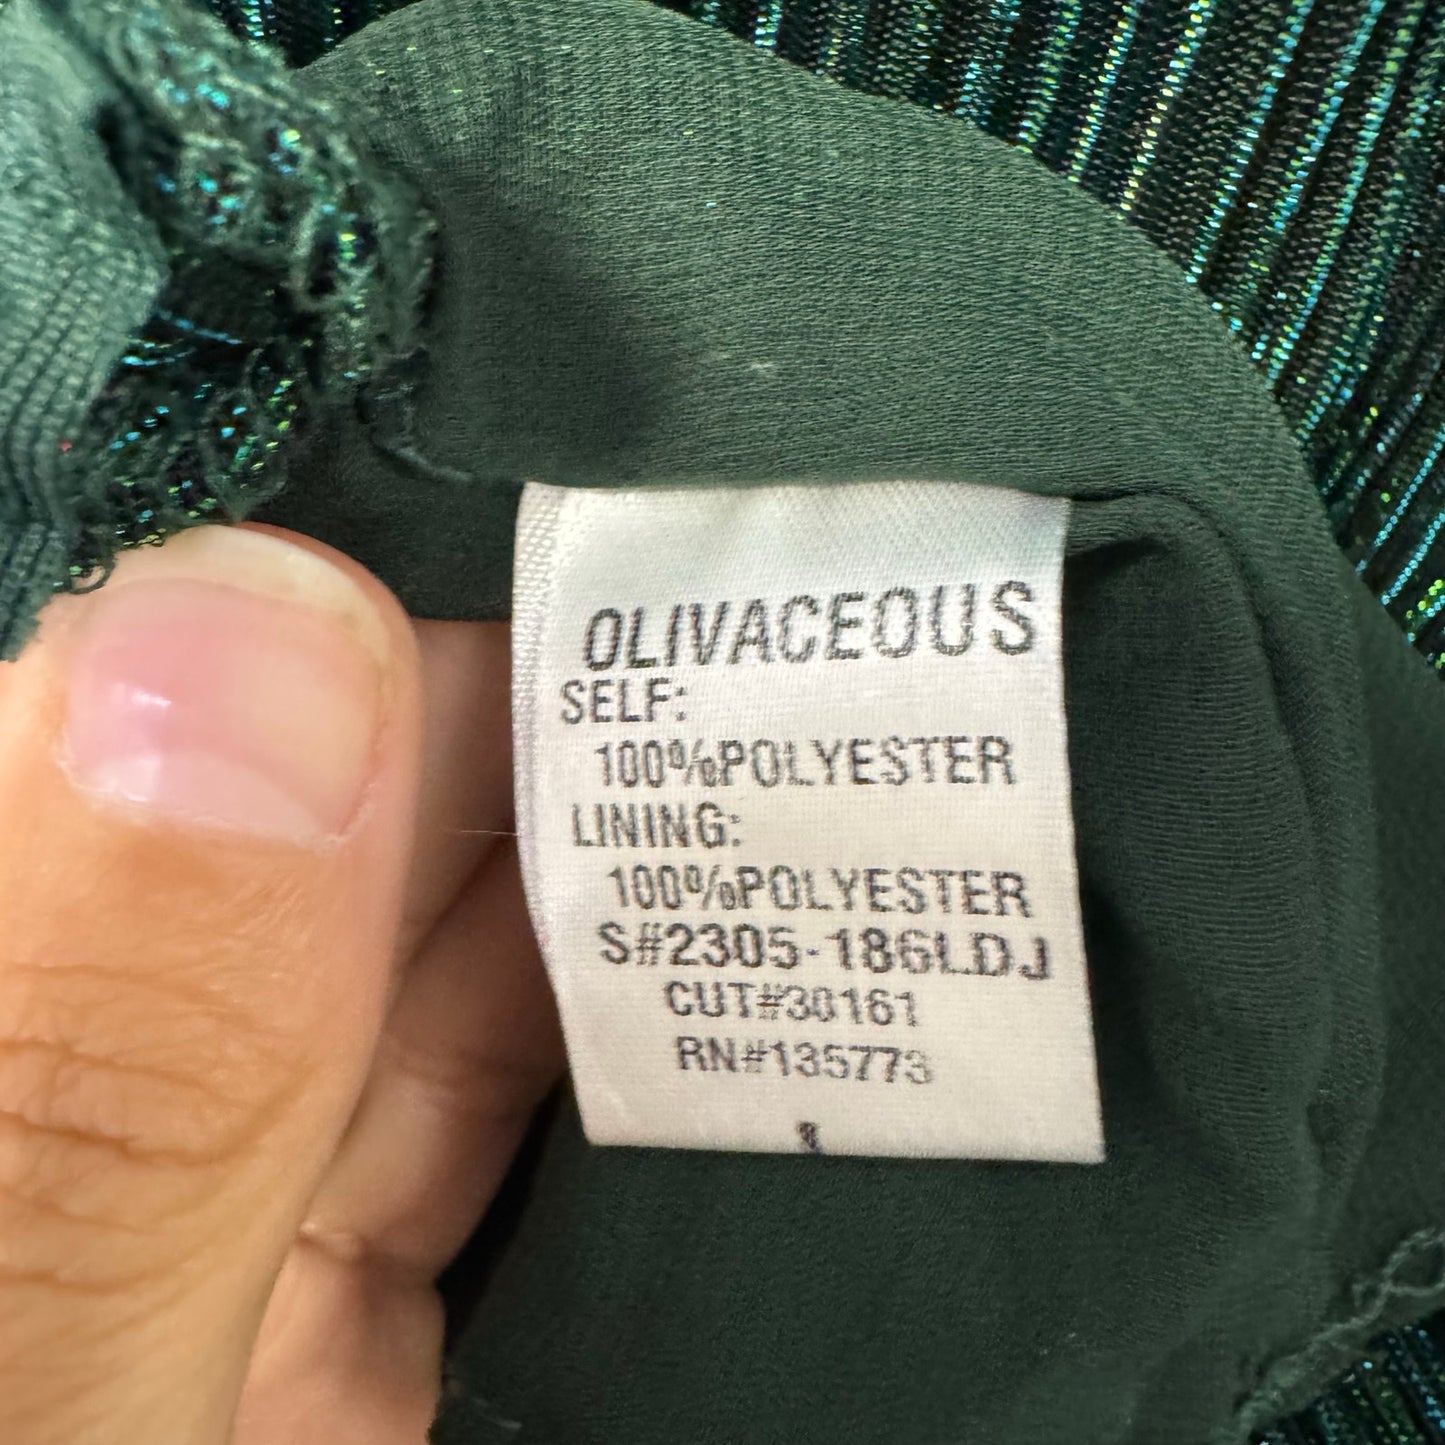 OLIVACEOUS
SELF:
100%POLYESTER
LINING:
100%POLYESTER
S#2305-186LDJ
CUT#30161
RN#135773